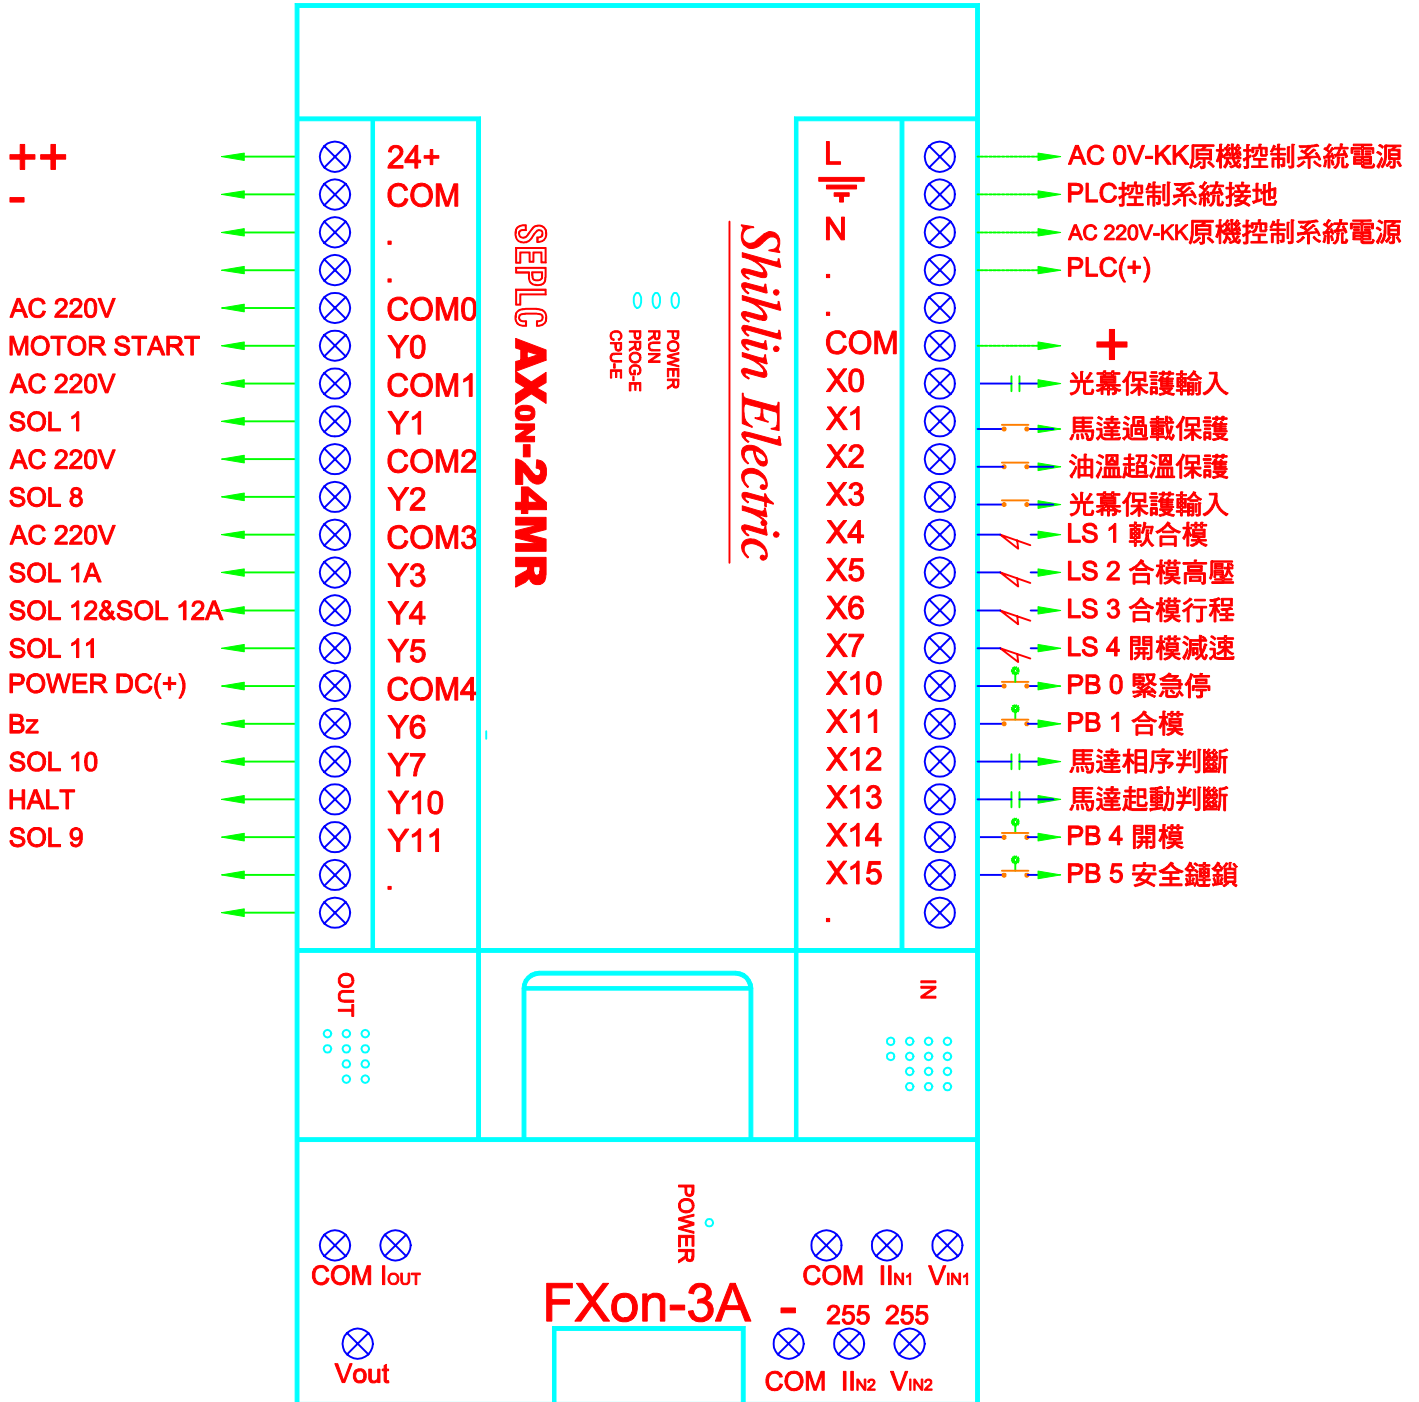 ++ 24+ L AC 0V-KK原機控制系統電源
- COM PLC控制系統接地
. N AC 220V-KK原機控制系統電源
. . PLC(+)
AC 220V COM0 .
MOTOR START Y0 COM +
AC 220V COM1 X0 光幕保護輸入
SOL 1 Y1 X1 馬達過載保護
AC 220V COM2 X2 油溫超溫保護
SOL 8 Y2 X3 光幕保護輸入
AC 220V COM3 X4 LS 1 軟合模
SOL 1A Y3 X5 LS 2 合模高壓
SOL 12&SOL 12A Y4 X6 LS 3 合模行程
SOL 11 Y5 X7 LS 4 開模減速
POWER DC(+) COM4 X10 PB 0 緊急停
Bz Y6 X11 PB 1 合模
SOL 10 Y7 X12 馬達相序判斷
HALT Y10 X13 馬達起動判斷
SOL 9 Y11 X14 PB 4 開模
. X15 PB 5 安全鏈鎖
.
SEPLC AXON-24MR
POWER
RUN
PROG-E
CPU-E
Shihlin Electric
OUT
IN
POWER
COM IOUT
COM IIN1 VIN1
FXon-3A
- 255 255
Vout
COM IIN2 VIN2